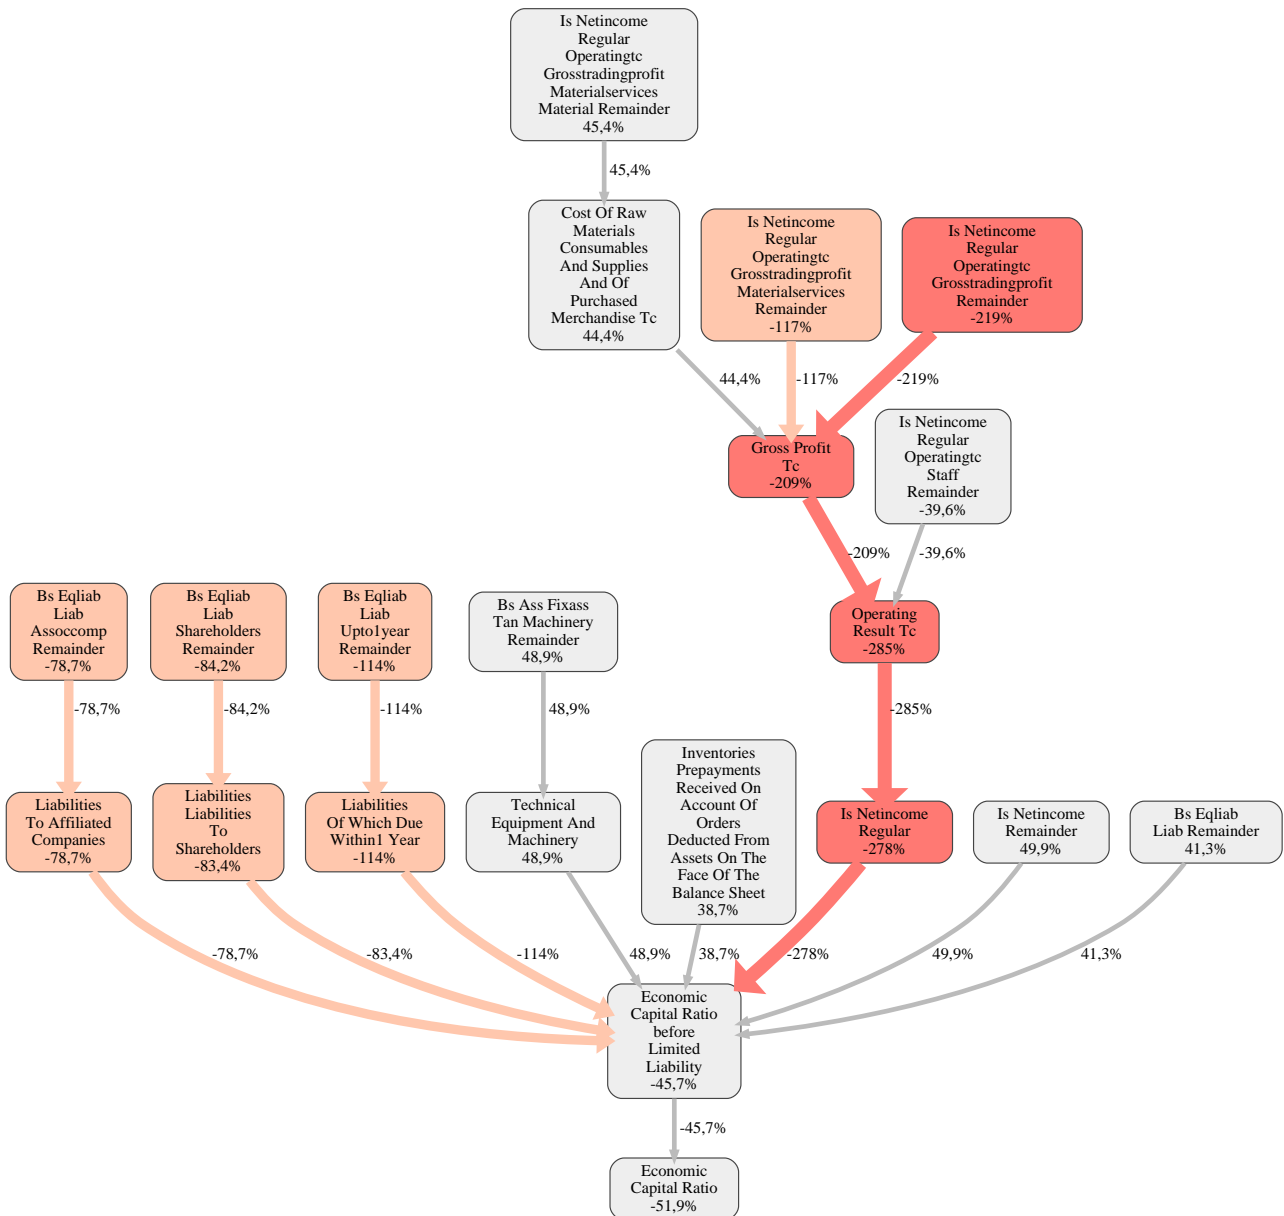 Is Netincome
Regular
Operatingtc
Grosstradingprofit
Materialservices
Material Remainder
45,4%
45,4%
Cost Of Raw
Materials
Consumables
And Supplies
And Of
Purchased
Merchandise Tc
44,4%
Is Netincome
Regular
Operatingtc
Grosstradingprofit
Materialservices
Remainder
-117%
Is Netincome
Regular
Operatingtc
Grosstradingprofit
Remainder
-219%
44,4%
-117%
-219%
Gross Profit
Tc
-209%
Is Netincome
Regular
Operatingtc
Staff
Remainder
-39,6%
-209%
-39,6%
Bs Eqliab
Liab
Assoccomp
Remainder
-78,7%
Bs Eqliab
Liab
Shareholders
Remainder
-84,2%
Bs Eqliab
Liab
Upto1year
Remainder
-114%
Bs Ass Fixass
Tan Machinery
Remainder
48,9%
Operating
Result Tc
-285%
-78,7%
-84,2%
-114%
48,9%
-285%
Liabilities
To Affiliated
Companies
-78,7%
Liabilities
Liabilities
To
Shareholders
-83,4%
Liabilities
Of Which Due
Within1 Year
-114%
Technical
Equipment And
Machinery
48,9%
Inventories
Prepayments
Received On
Account Of
Orders
Deducted From
Assets On The
Face Of The
Balance Sheet
38,7%
Is Netincome
Regular
-278%
Is Netincome
Remainder
49,9%
Bs Eqliab
Liab Remainder
41,3%
-78,7%
-83,4%
-114%
48,9%
38,7%
-278%
49,9%
41,3%
Economic
Capital Ratio
before
Limited
Liability
-45,7%
-45,7%
Economic
Capital Ratio
-51,9%